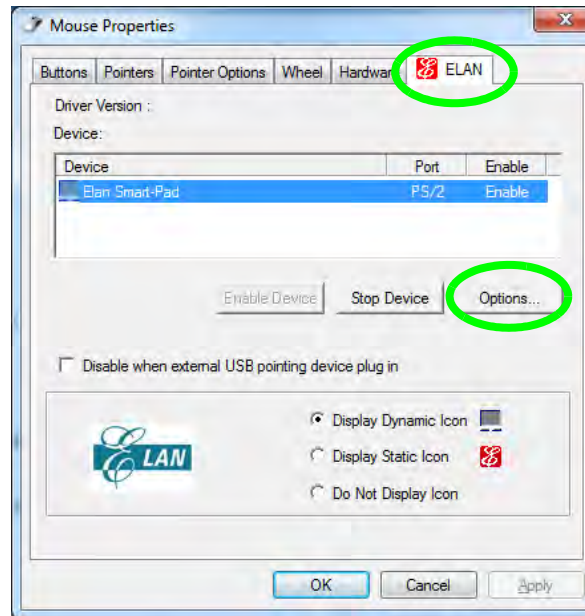 Mouse Properties
Buttons Pointers Pointer Options Wheel Hardwar ELAN
Driver Version :
Device:
Device Port Enable
Elan Smart-Pad PS/2 Enable
Enable Device Stop Device Options...
Disable when external USB pointing device plug in
Display Dynamic Icon
ELAN Display Static Icon
Do Not Display Icon
OK Cancel Apply